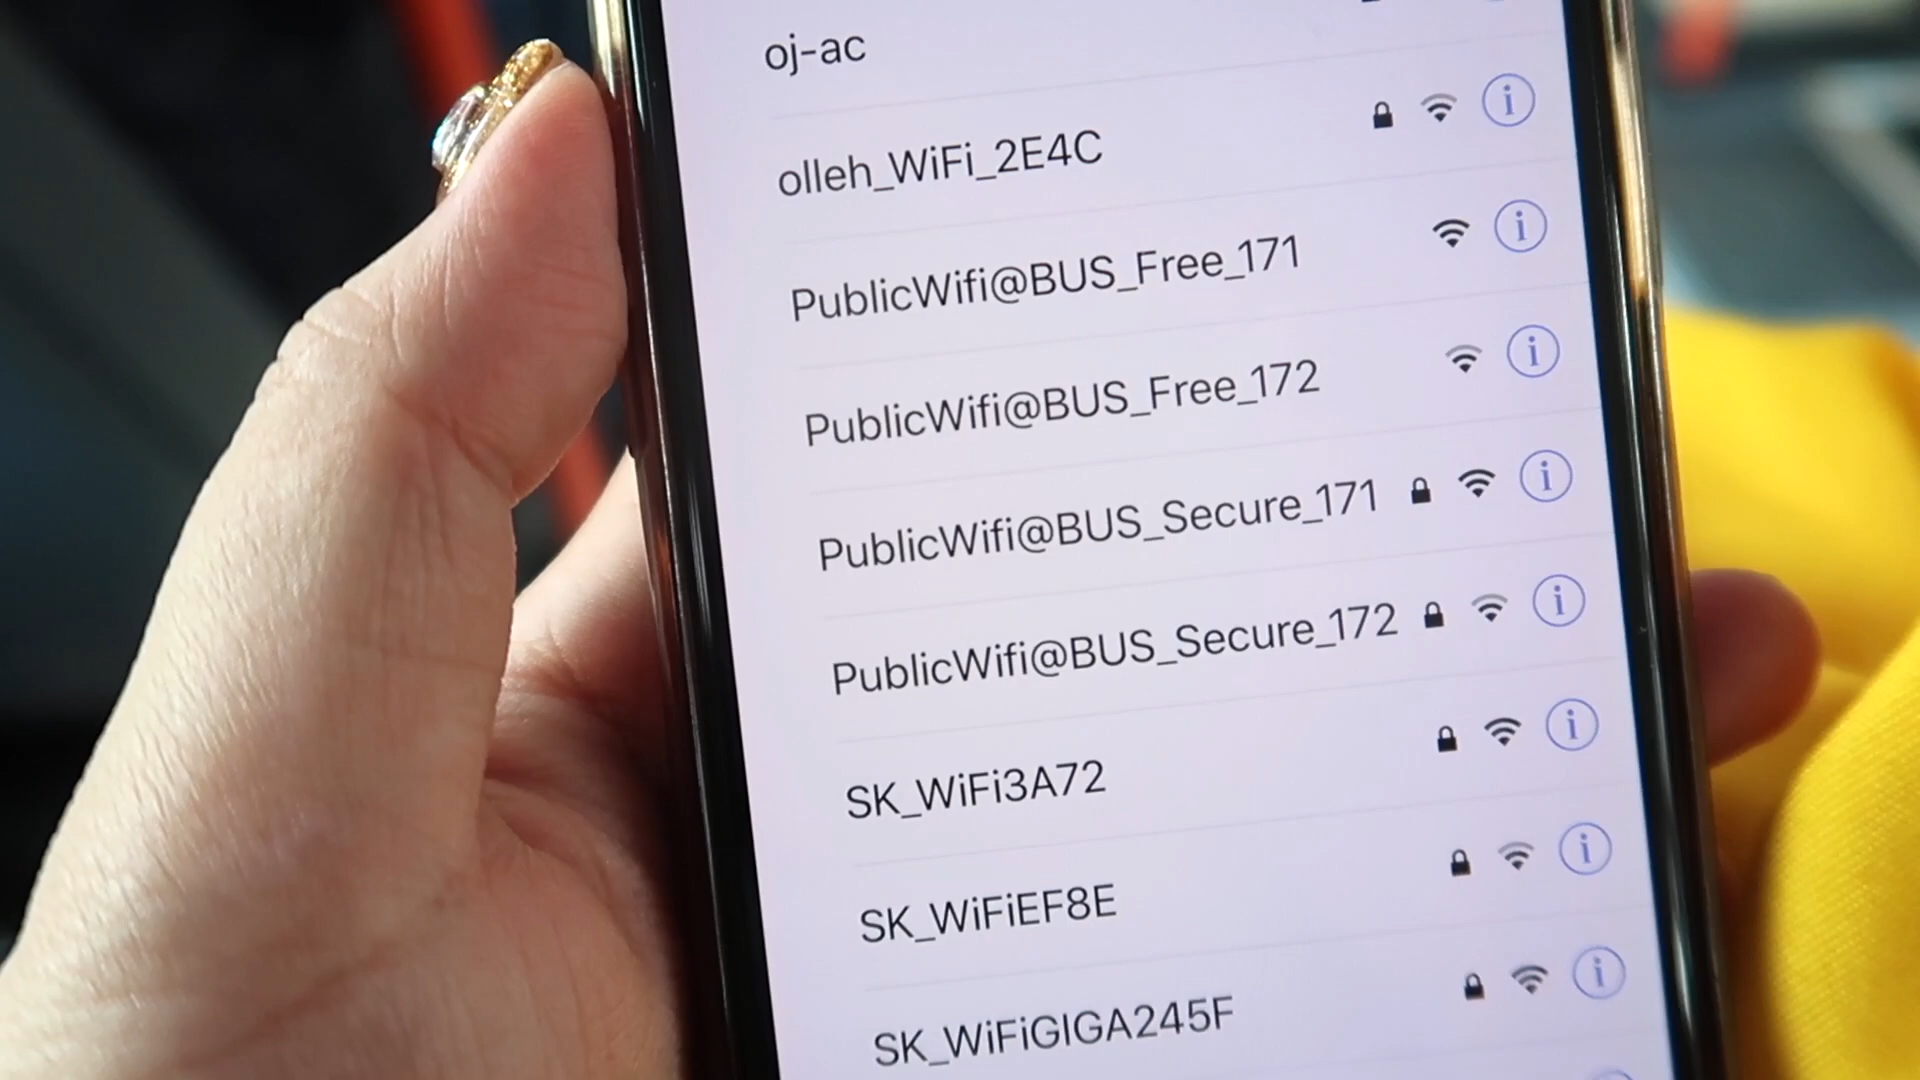 oj-ac
olleh_WiFi_2E4C
PublicWifi@BUS_Free_171
PublicWifi@BUS_Free_172
PublicWifi@BUS_Secure_171
PublicWifi@BUS_Secure_172
SK_WiFi3A72
SK_WiFiEF8E
SK_WiFiGIGA245F